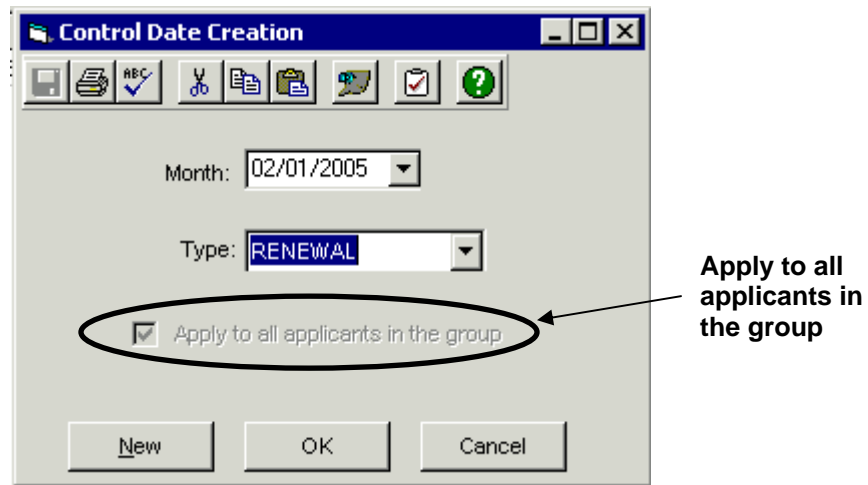 Control Date Creation
ABC
Month: 02/01/2005
Type: RENEWAL
Apply to all applicants in the group
Apply to all
applicants in
the group
New OK Cancel